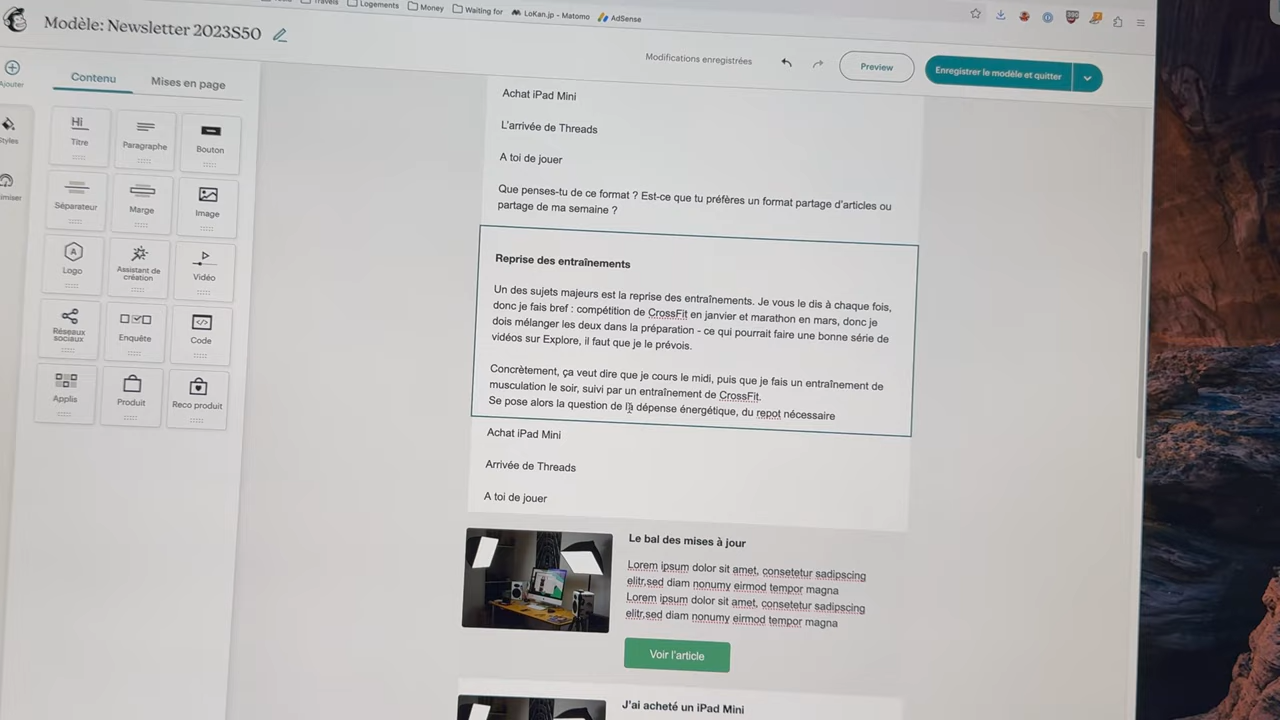 Logements
Money
Waiting for
LoKan.jp - Matomo
AdSense
Modèle: Newsletter 2023S50
Modifications enregistrées
Preview
Enregistrer le modèle et quitter
Ajouter
Contenu
Mises en page
Hi
Titre
Paragraphe
Bouton
Séparateur
Marge
Image
A
Logo
Assistant de
création
Vidéo
Réseaux
sociaux
Enquête
Code
Applis
Produit
Reco produit
Achat iPad Mini
L'arrivée de Threads
A toi de jouer
Que penses-tu de ce format ? Est-ce que tu préfères un format partage d'articles ou
partage de ma semaine ?
Reprise des entraînements
Un des sujets majeurs est la reprise des entraînements. Je vous le dis à chaque fois,
donc je fais bref : compétition de CrossFit en janvier et marathon en mars, donc je
dois mélanger les deux dans la préparation - ce qui pourrait faire une bonne série de
vidéos sur Explore, il faut que je le prévois.
Concrètement, ça veut dire que je cours le midi, puis que je fais un entraînement de
musculation le soir, suivi par un entraînement de CrossFit.
Se pose alors la question de la dépense énergétique, du repot nécessaire
Achat iPad Mini
Arrivée de Threads
A toi de jouer
Le bal des mises à jour
Lorem ipsum dolor sit amet, consetetur sadipscing
elitr,sed diam nonumy eirmod tempor magna
Lorem ipsum dolor sit amet, consetetur sadipscing
elitr,sed diam nonumy eirmod tempor magna
Voir l'article
J'ai acheté un iPad Mini